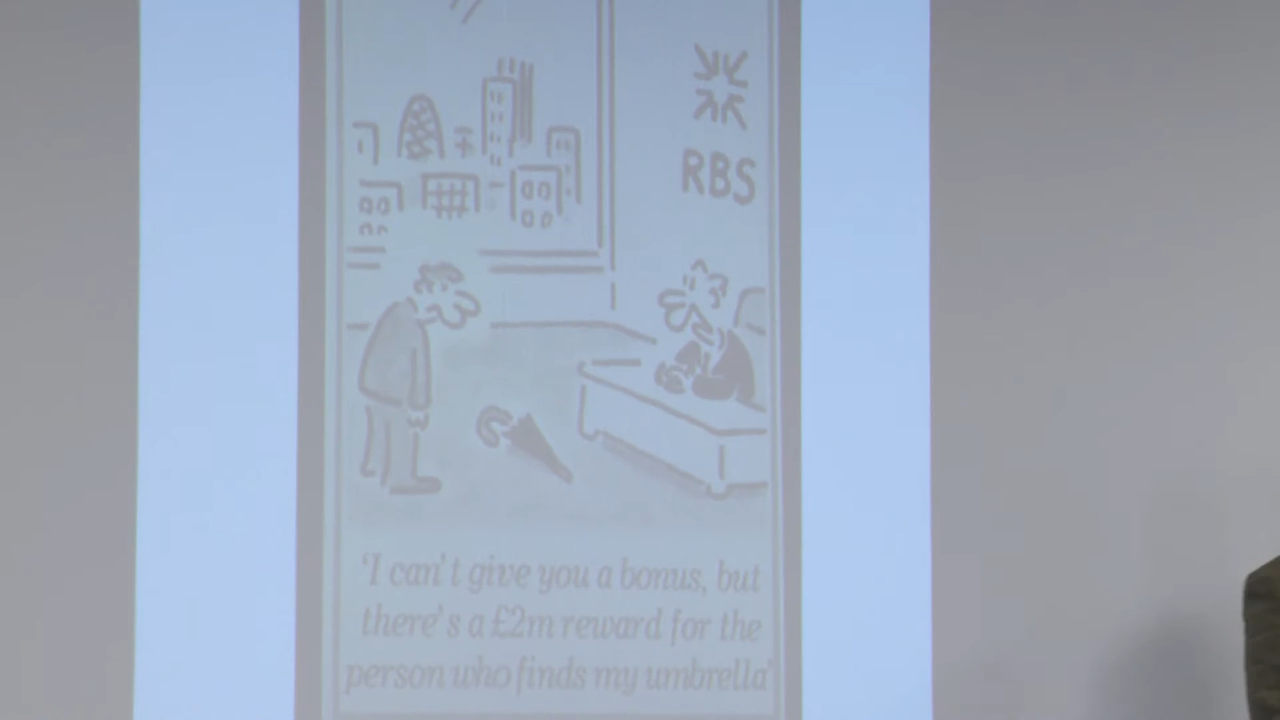 RBS
'I can't give you a bonus, but
there's a £2m reward for the
person who finds my umbrella'